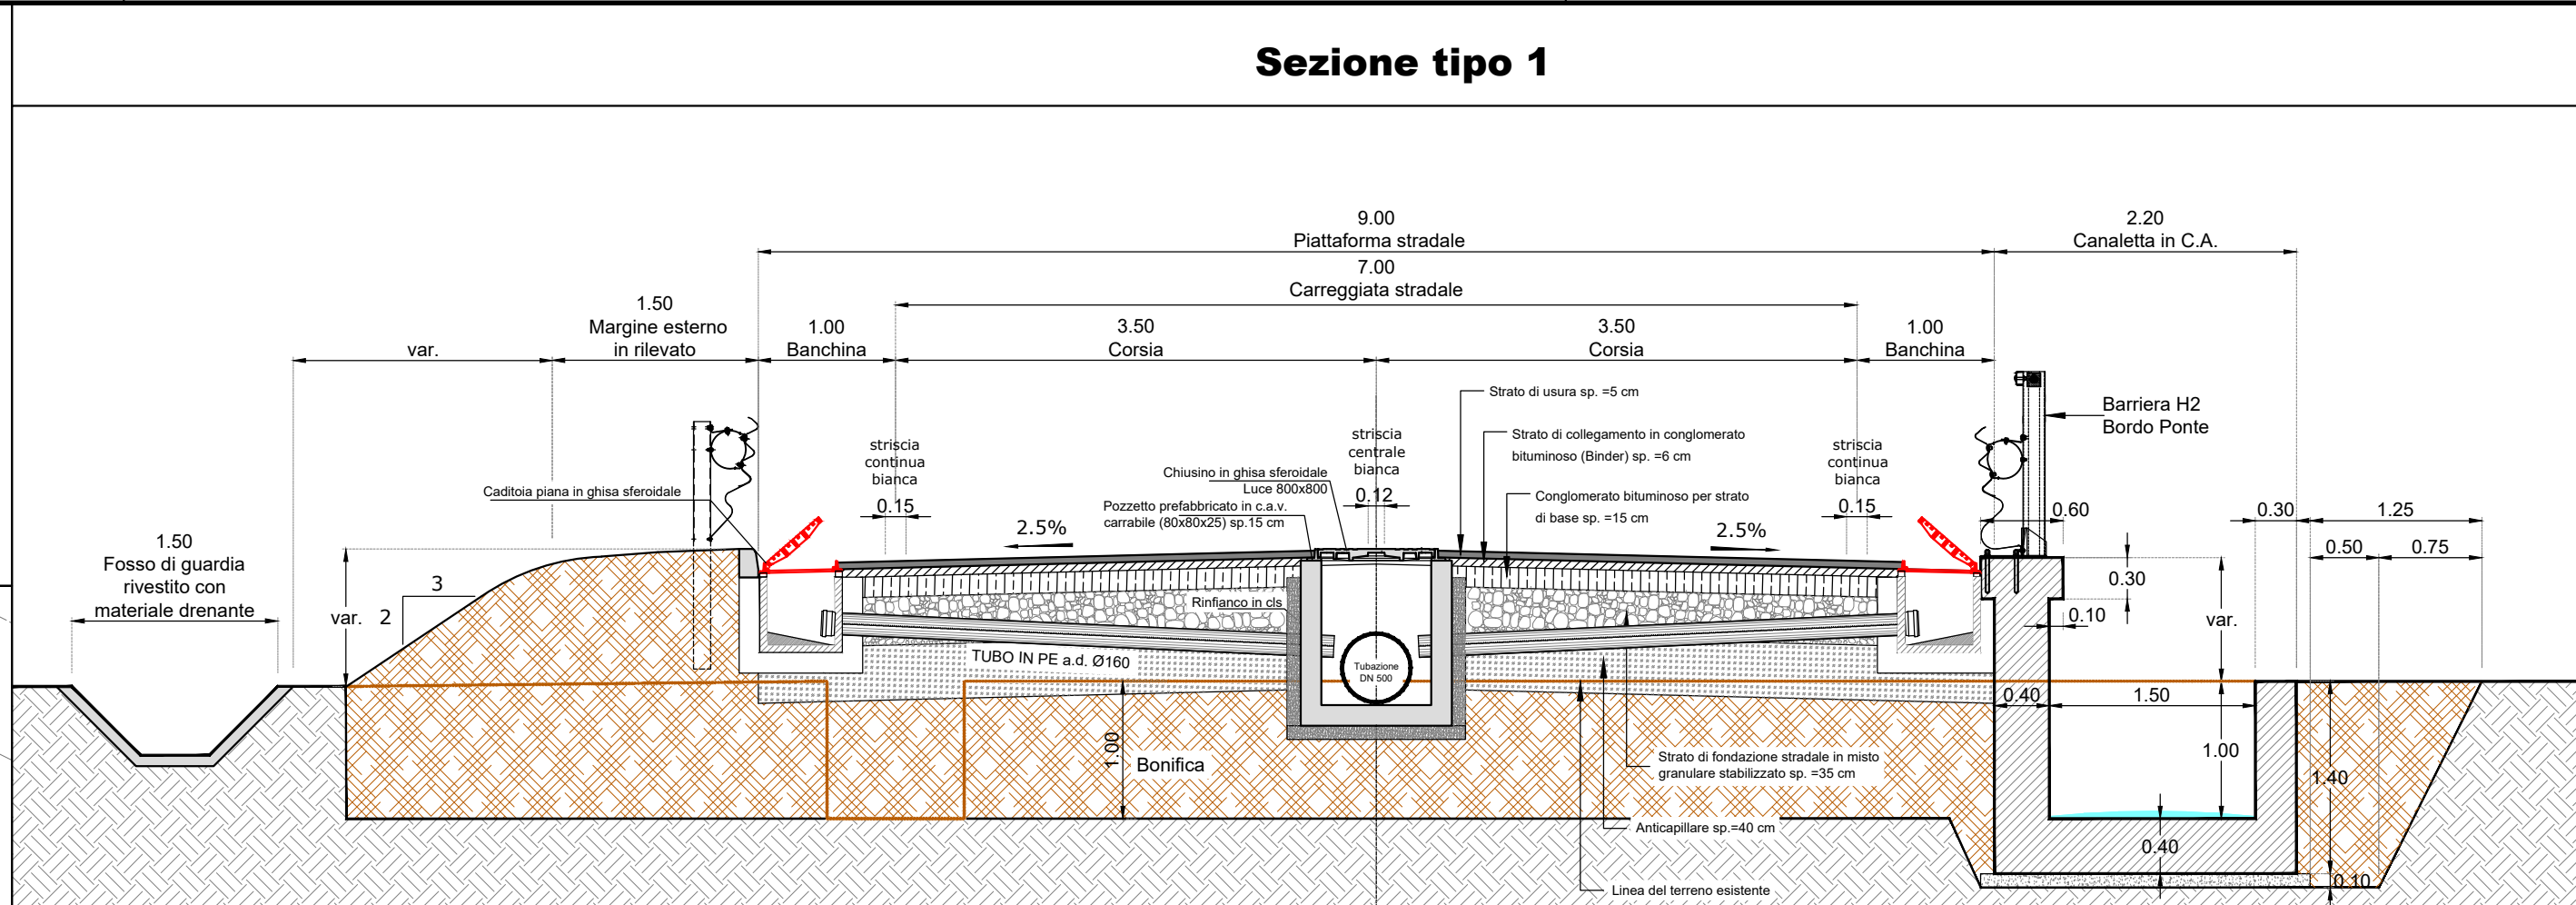 Sezione tipo 1
9.00
Piattaforma stradale
2.20
Canaletta in C.A.
7.00
Carreggiata stradale
1.50
Margine esterno
in rilevato
var.
1.00
Banchina
3.50
Corsia
3.50
Corsia
1.00
Banchina
Strato di usura sp. =5 cm
Barriera H2
Bordo Ponte
striscia
continua
bianca
0.15
striscia
centrale
bianca
0.12
Strato di collegamento in conglomerato
bituminoso (Binder) sp. =6 cm
striscia
continua
bianca
0.15
Chiusino in ghisa sferoidale
Luce 800x800
Caditoia piana in ghisa sferoidale
Pozzetto prefabbricato in c.a.v.
carrabile (80x80x25) sp.15 cm
Conglomerato bituminoso per strato
di base sp. =15 cm
2.5%
2.5%
0.60
0.30
1.25
0.50
0.75
1.50
Fosso di guardia
rivestito con
materiale drenante
3
2
var.
0.30
0.10
var.
Rinfianco in cls
TUBO IN PE a.d. Ø160
Tubazione
DN 500
0.40
1.50
1.00
Bonifica
1.00
Strato di fondazione stradale in misto
granulare stabilizzato sp. =35 cm
1.40
Anticapillare sp.=40 cm
0.40
0.10
Linea del terreno esistente